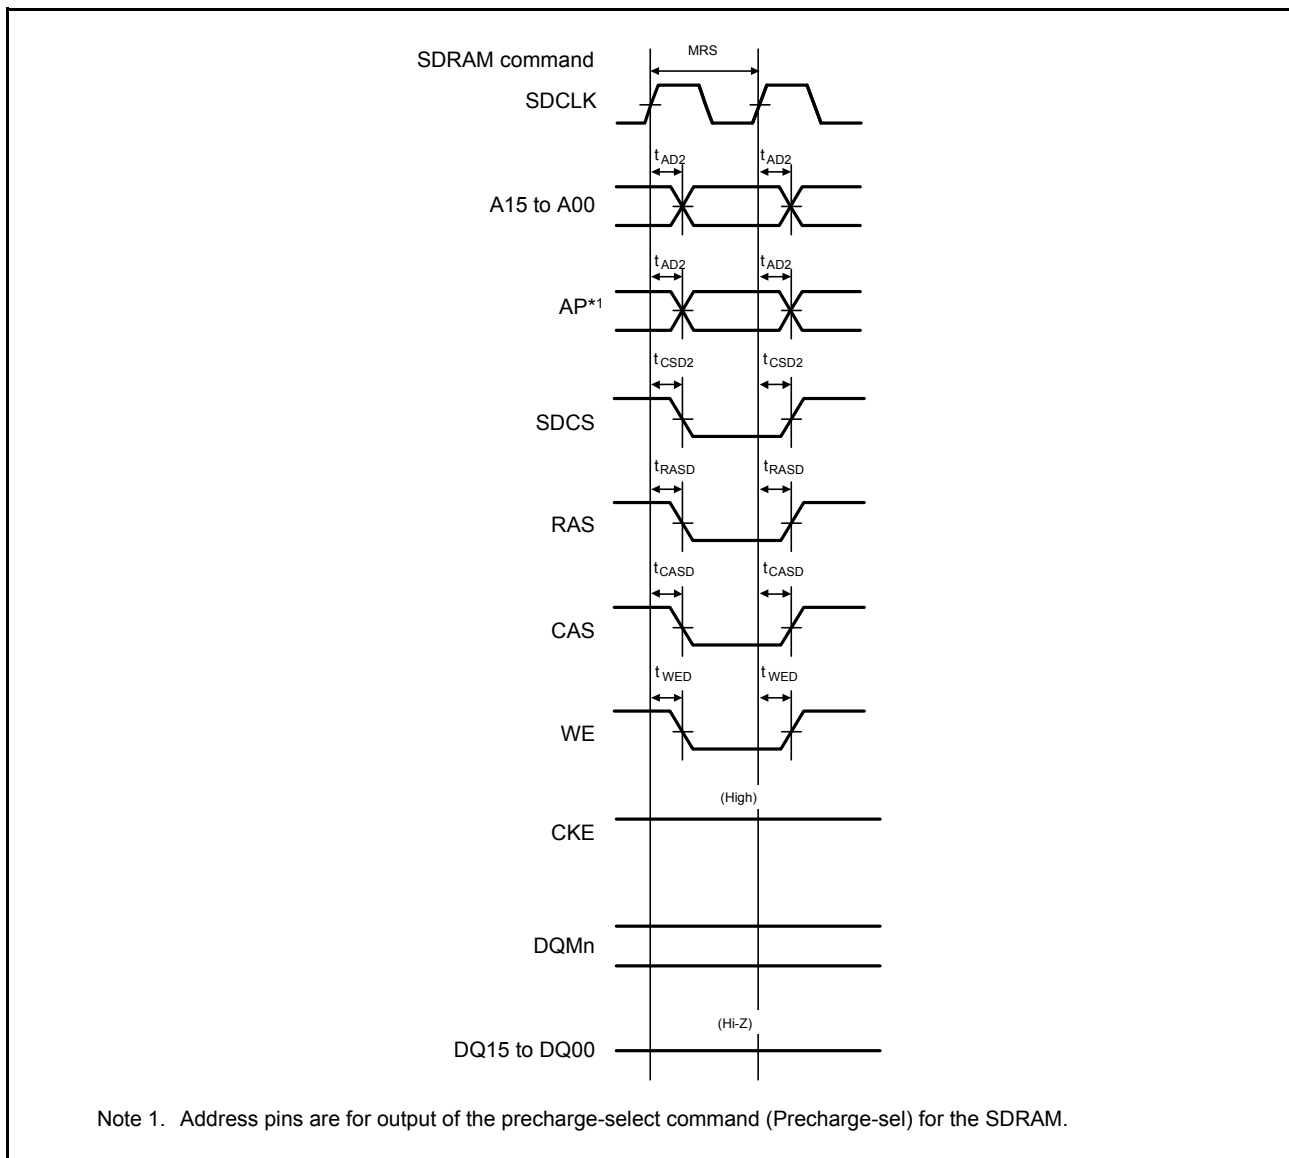 MRS
SDRAM command
SDCLK
tAD2 tAD2
A15 to A00
tAD2 tAD2
AP*1
tCSD2 tCSD2
SDCS
tRASD tRASD
RAS
tCASD tCASD
CAS
tWED tWED
WE
(High)
CKE
DQMn
(Hi-Z)
DQ15 to DQ00
Note 1. Address pins are for output of the precharge-select command (Precharge-sel) for the SDRAM.